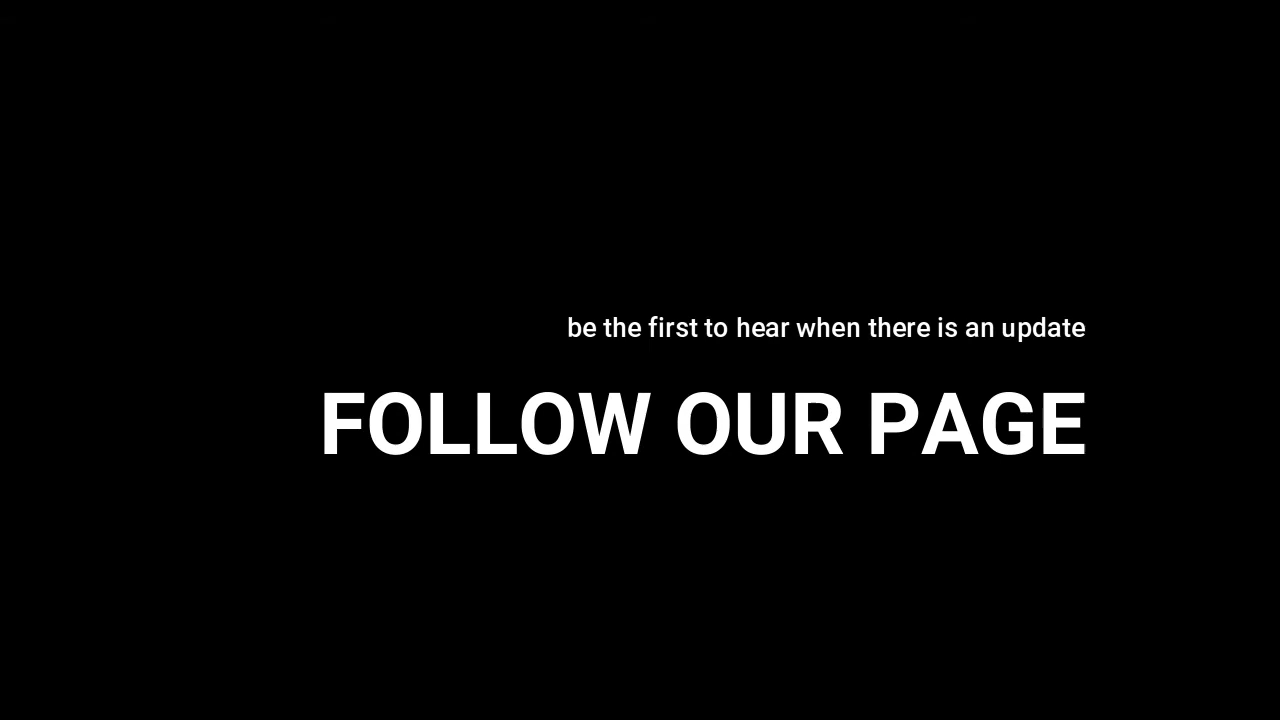 be the first to hear when there is an update
FOLLOW OUR PAGE